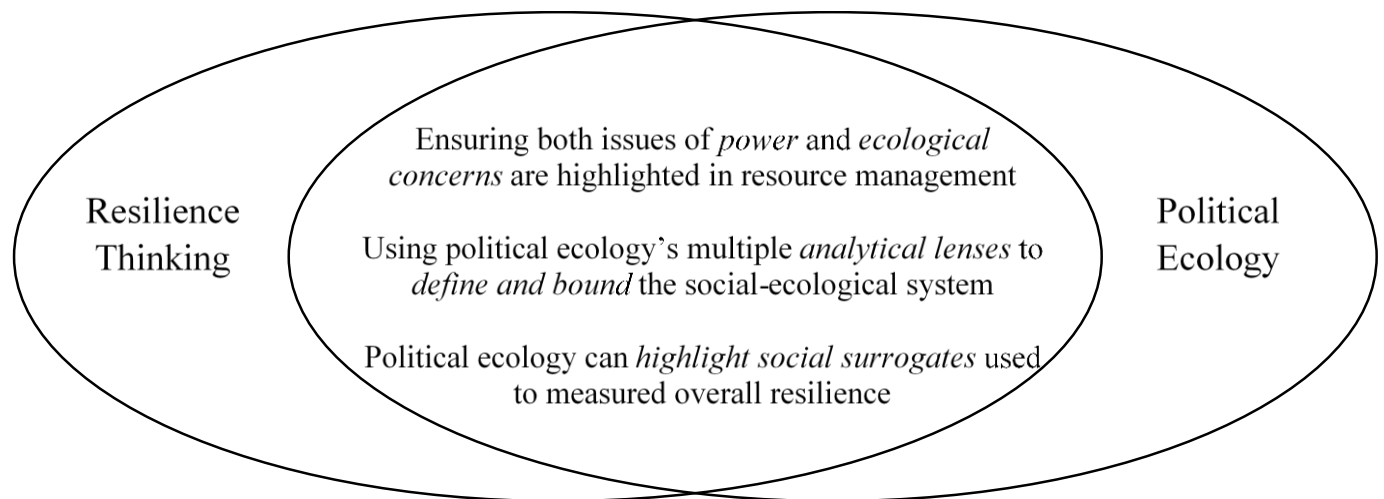 Resilience
Thinking
Ensuring both issues of power and ecological
concerns are highlighted in resource management
Using political ecology’s multiple analytical lenses to
define and bound the social-ecological system
Political ecology can highlight social surrogates used
to measured overall resilience
Political
Ecology